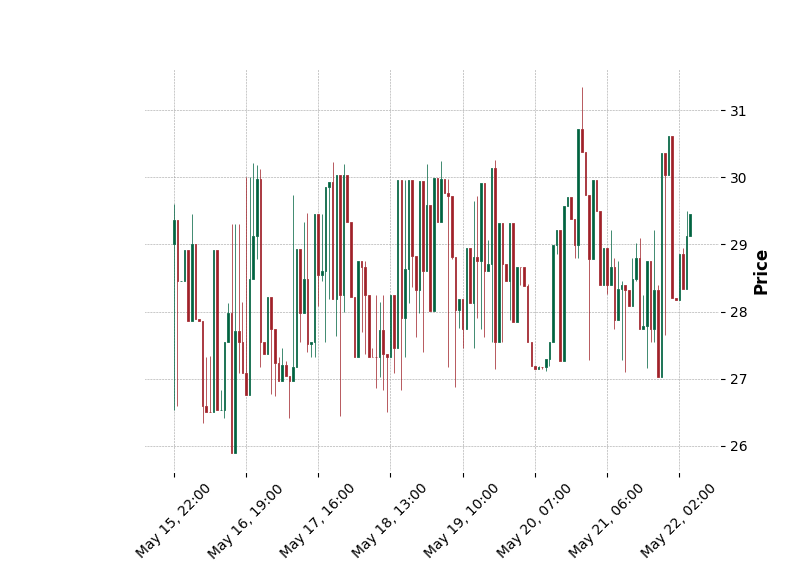 31
30
29
28
27
26
Price
May 15, 22:00
May 16, 19:00
May 17, 16:00
May 18, 13:00
May 19, 10:00
May 20, 07:00
May 21, 06:00
May 22, 02:00